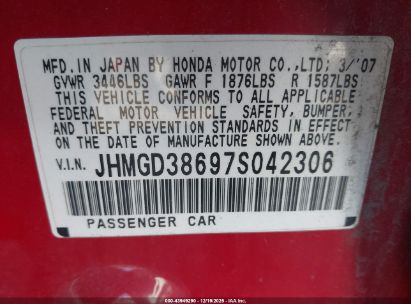 MFD.IN JAPAN BY HONDA MOTOR CO.,LTD; 3/'07
GVWR 3446LBS GAWR F 1876LBS R 1587LBS
THIS VEHICLE CONFORMS TO ALL APPLICABLE
FEDERAL MOTOR VEHICLE SAFETY, BUMPER,
AND THEFT PREVENTION STANDARDS IN EFFECT
ON THE DATE OF MANUFACTURE SHOWN ABOVE.
V.I.N. JHMGD38697S042306
PASSENGER CAR